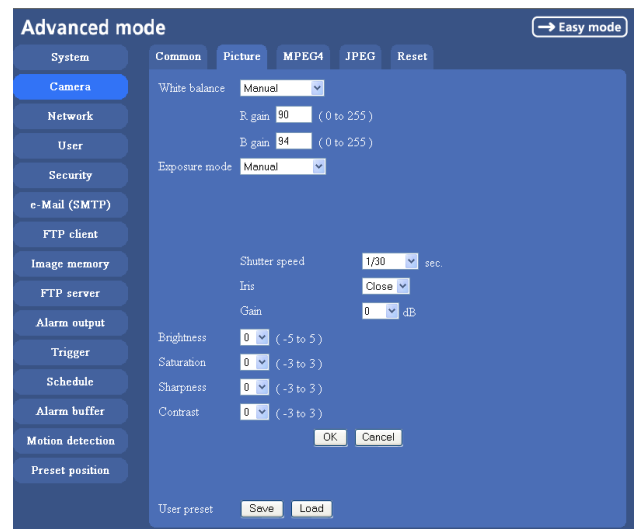 Advanced mode
→ Easy mode
System
Camera
Network
User
Security
e-Mail (SMTP)
FTP client
Image memory
FTP server
Alarm output
Trigger
Schedule
Alarm buffer
Motion detection
Preset position
Common Picture MPEG4 JPEG Reset
White balance Manual
R gain 90 ( 0 to 255 )
B gain 94 ( 0 to 255 )
Exposure mode Manual
Shutter speed 1/30 sec.
Iris Close
Gain 0 dB
Brightness 0 ( -5 to 5 )
Saturation 0 ( -3 to 3 )
Sharpness 0 ( -3 to 3 )
Contrast 0 ( -3 to 3 )
OK Cancel
User preset Save Load